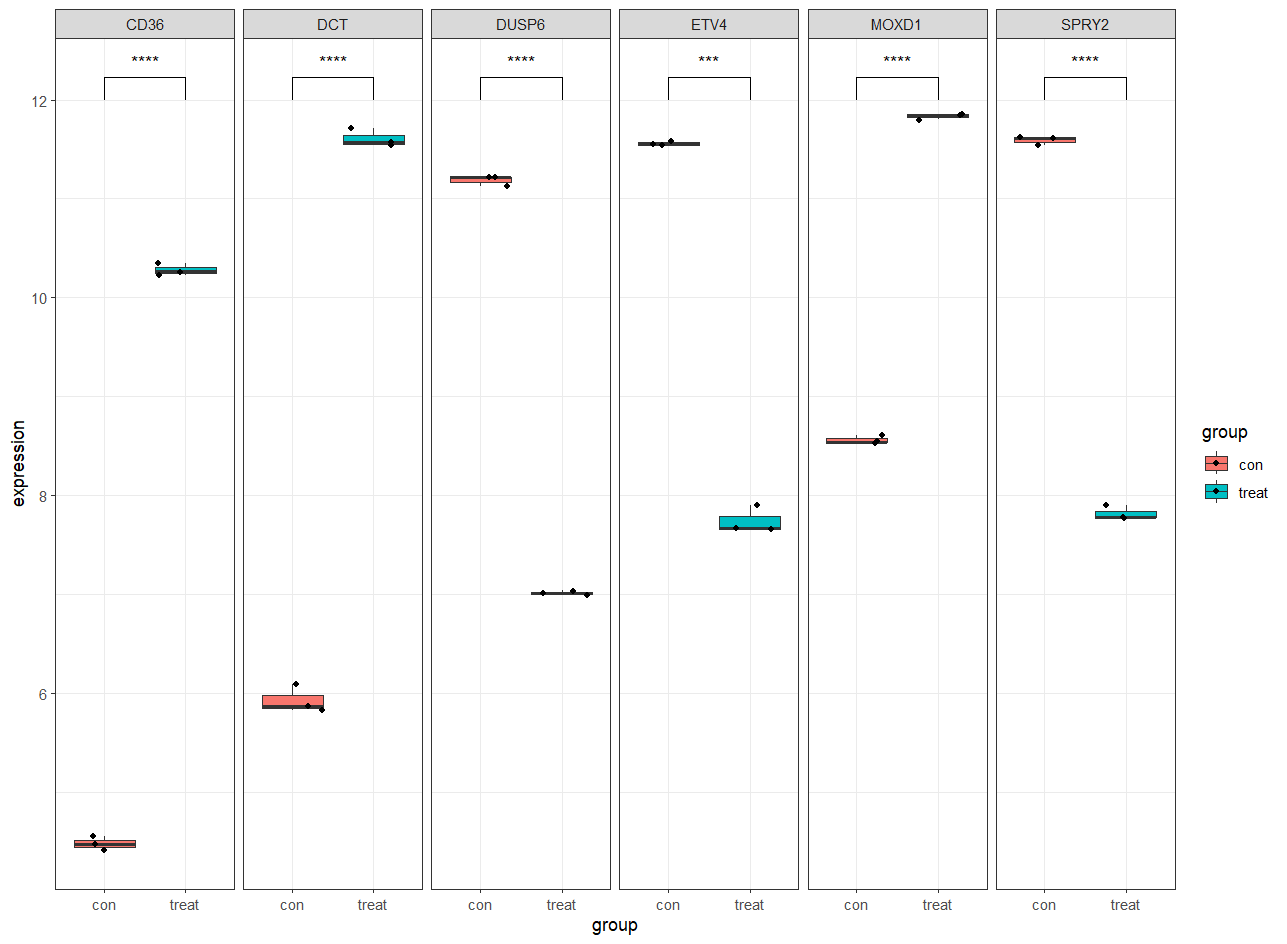 CD36 DCT DUSP6 ETV4 MOXD1 SPRY2
**** **** **** *** **** ****
12
10
8
6
expression
group
con
treat
con treat con treat con treat con treat con treat con treat
group